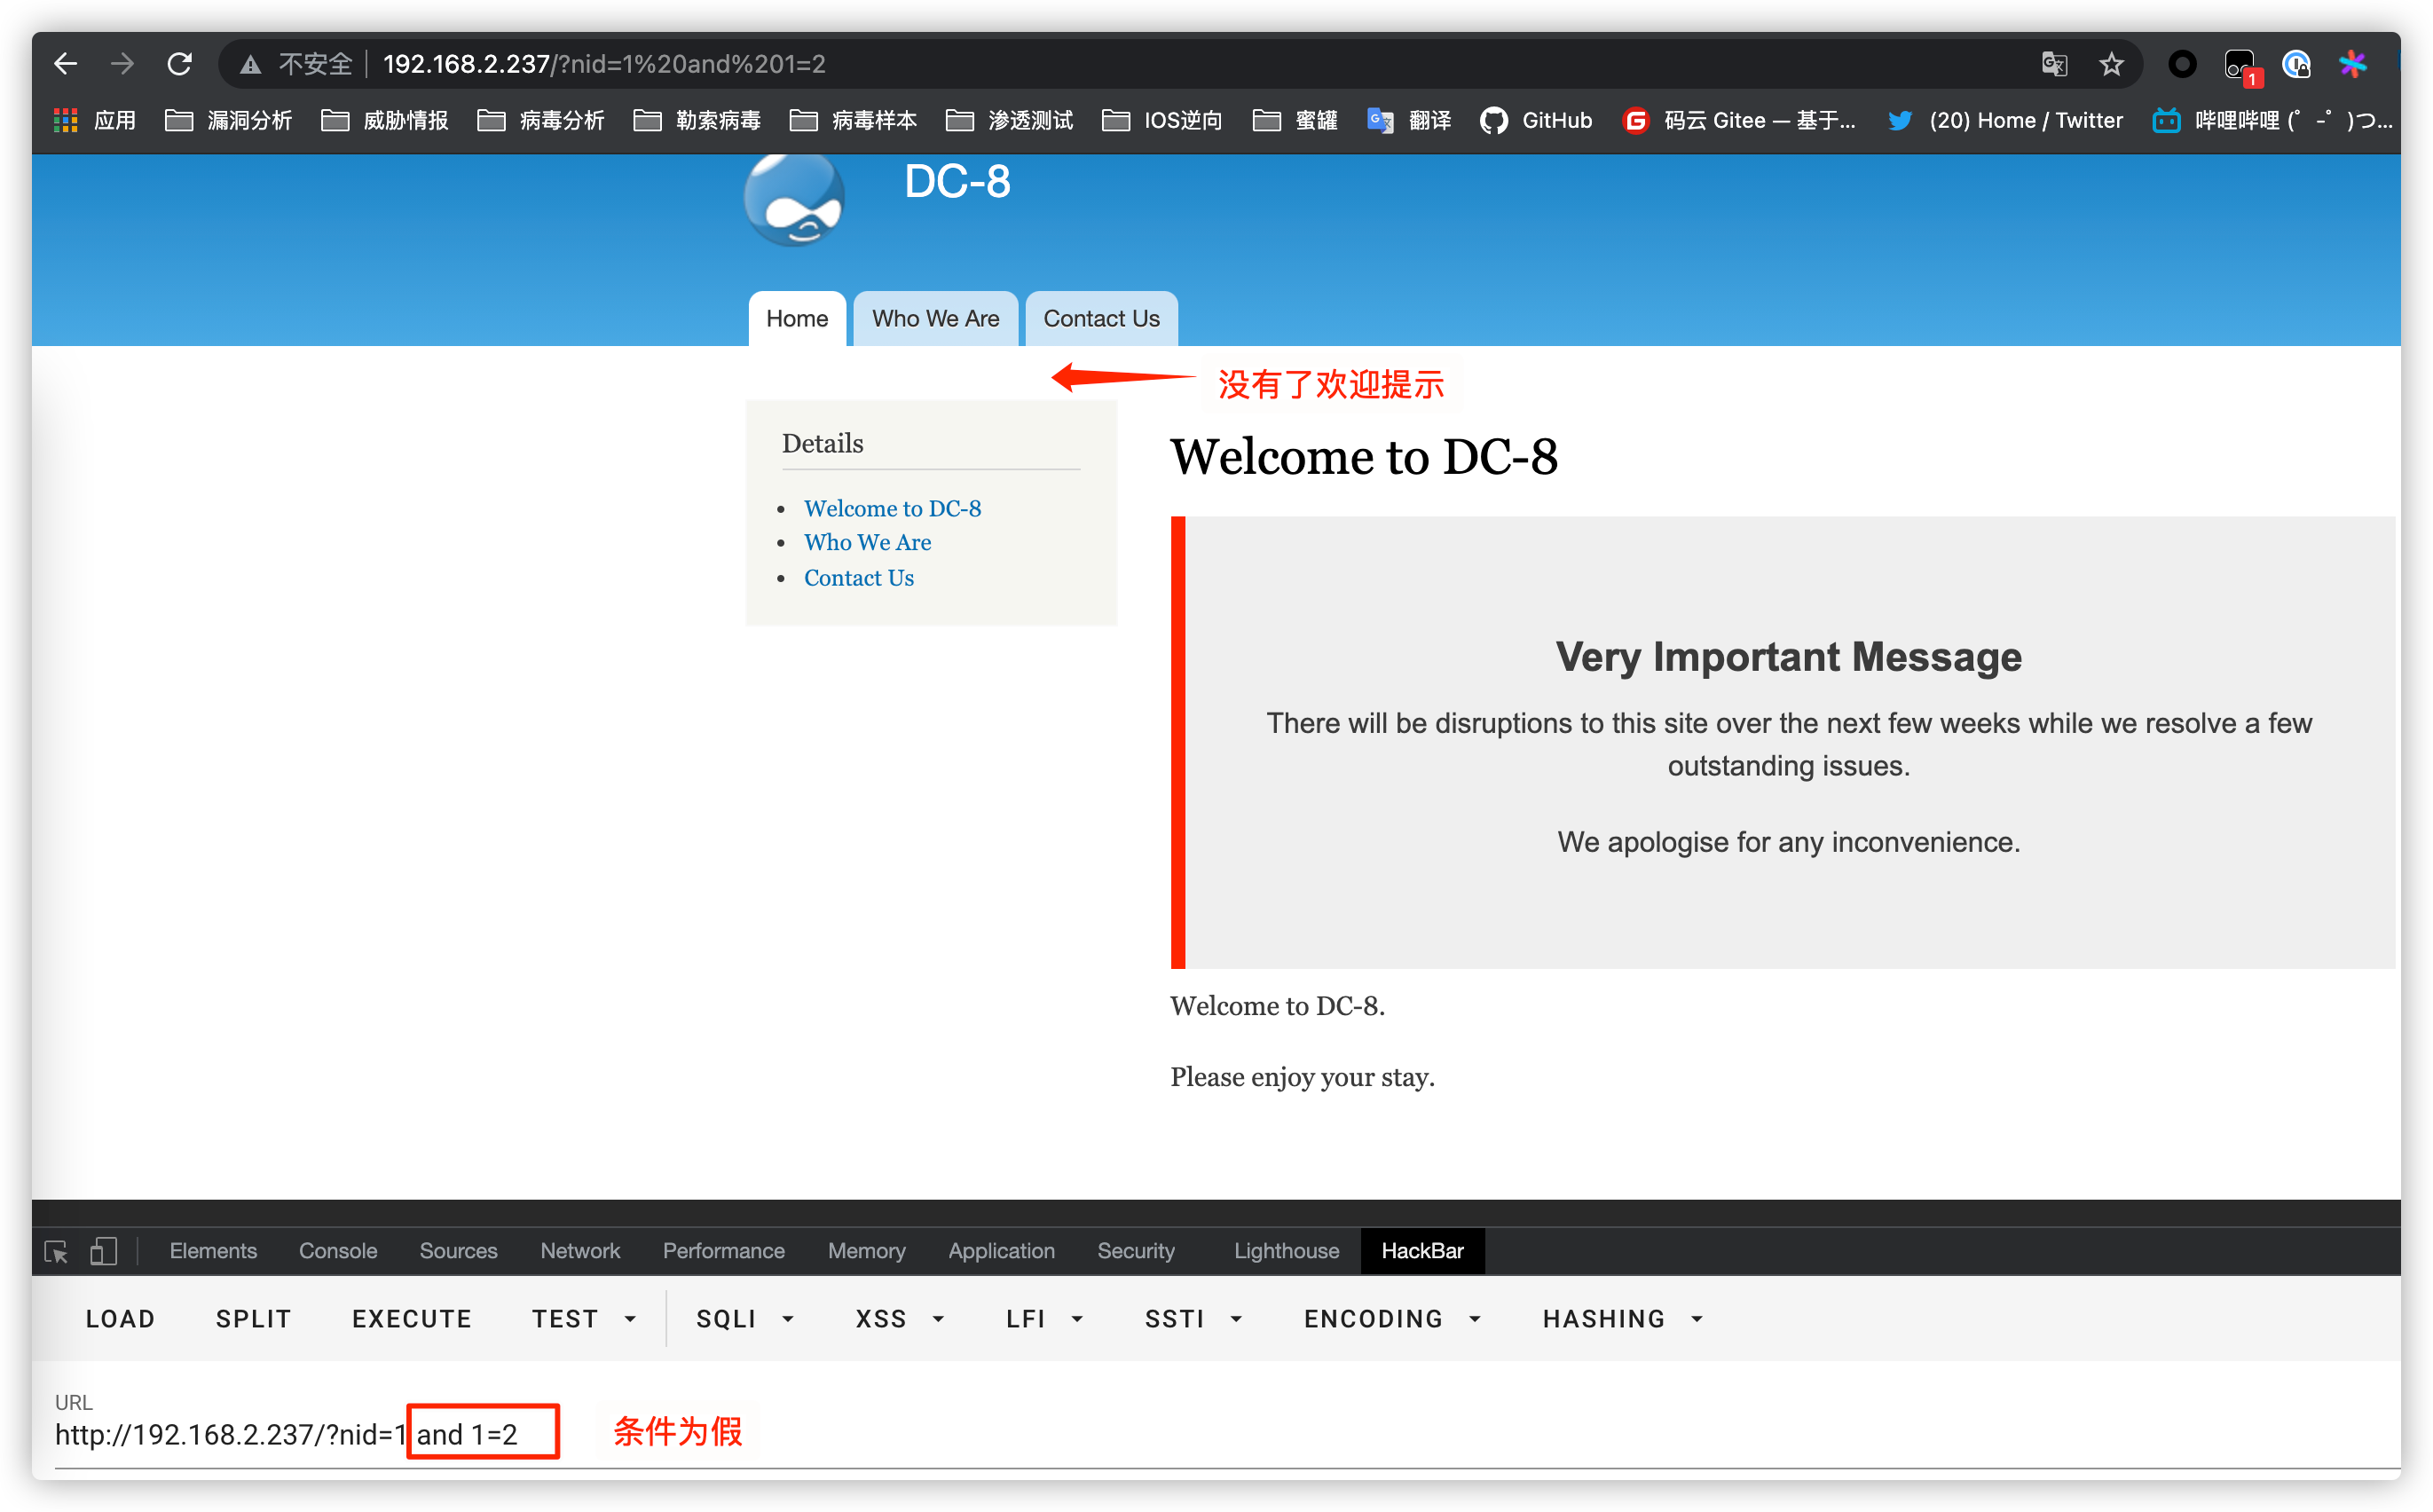 不安全 192.168.2.237/?nid=1%20and%201=2
1
应用 漏洞分析 威胁情报 病毒分析 勒索病毒 病毒样本 渗透测试 IOS逆向 蜜罐 翻译 GitHub 码云 Gitee — 基于... (20) Home / Twitter 哔哩哔哩 (゜-゜)つ...
DC-8
Home Who We Are Contact Us
没有了欢迎提示
Details
Welcome to DC-8
Who We Are
Contact Us
Welcome to DC-8
Very Important Message
There will be disruptions to this site over the next few weeks while we resolve a few
outstanding issues.
We apologise for any inconvenience.
Welcome to DC-8.
Please enjoy your stay.
Elements Console Sources Network Performance Memory Application Security Lighthouse HackBar
LOAD SPLIT EXECUTE TEST SQLI XSS LFI SSTI ENCODING HASHING
URL
http://192.168.2.237/?nid=1 and 1=2 条件为假